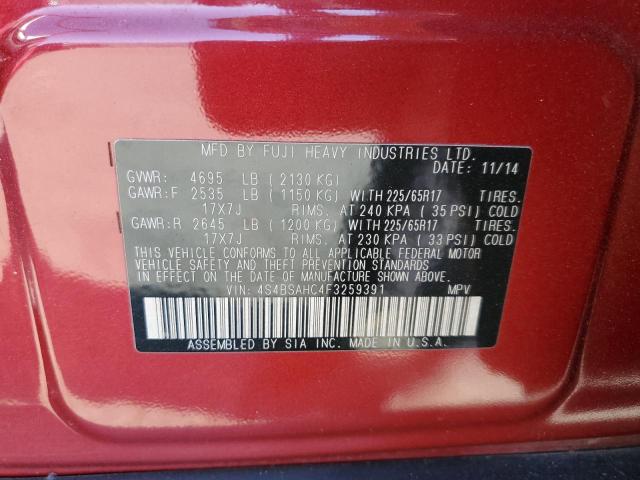 MFD BY FUJI HEAVY INDUSTRIES LTD.
DATE: 11/14
GVWR: 4695 LB (2130 KG)
GAWR:F 2535 LB (1150 KG) WITH 225/65R17 TIRES.
17X7J RIMS. AT 240 KPA (35 PSI) COLD
GAWR:R 2645 LB (1200 KG) WITH 225/65R17 TIRES.
17X7J RIMS. AT 230 KPA (33 PSI) COLD
THIS VEHICLE CONFORMS TO ALL APPLICABLE FEDERAL MOTOR
VEHICLE SAFETY AND THEFT PREVENTION STANDARDS
IN EFFECT ON THE DATE OF MANUFACTURE SHOWN ABOVE.
VIN: 4S4BSAHC4F3259391 MPV
ASSEMBLED BY SIA INC. MADE IN U.S.A.